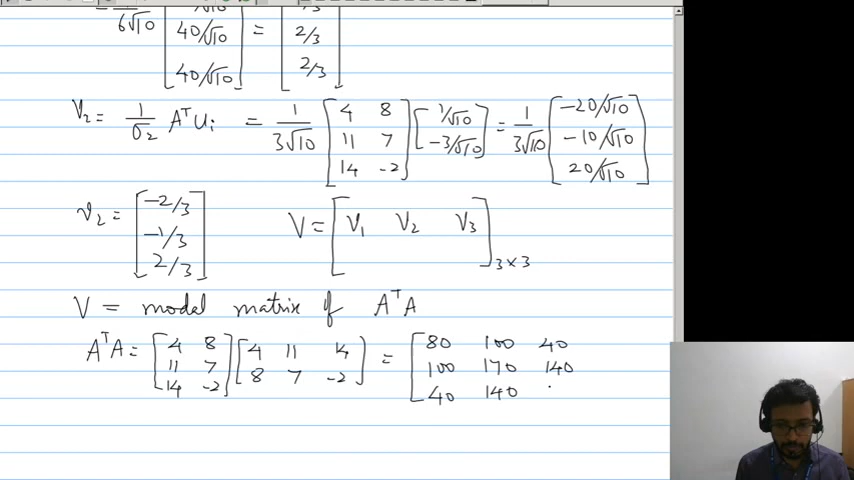 6√10 [40/√10 40/√10] = [2/3 2/3]
V₂ = 1/σ₂ AᵀUᵢ = 1/3√10 [4 8; 11 7; 14 -2] [1/√10; -3/√10] = 1/3√10 [-20/√10; -10/√10; 20/√10]
V₂ = [-2/3; -1/3; 2/3] V = [V₁ V₂ V₃]3×3
V = modal matrix of AᵀA
AᵀA = [4 8; 11 7; 14 -2] [4 11 14; 8 7 -2] = [80 100 40; 100 170 140; 40 140